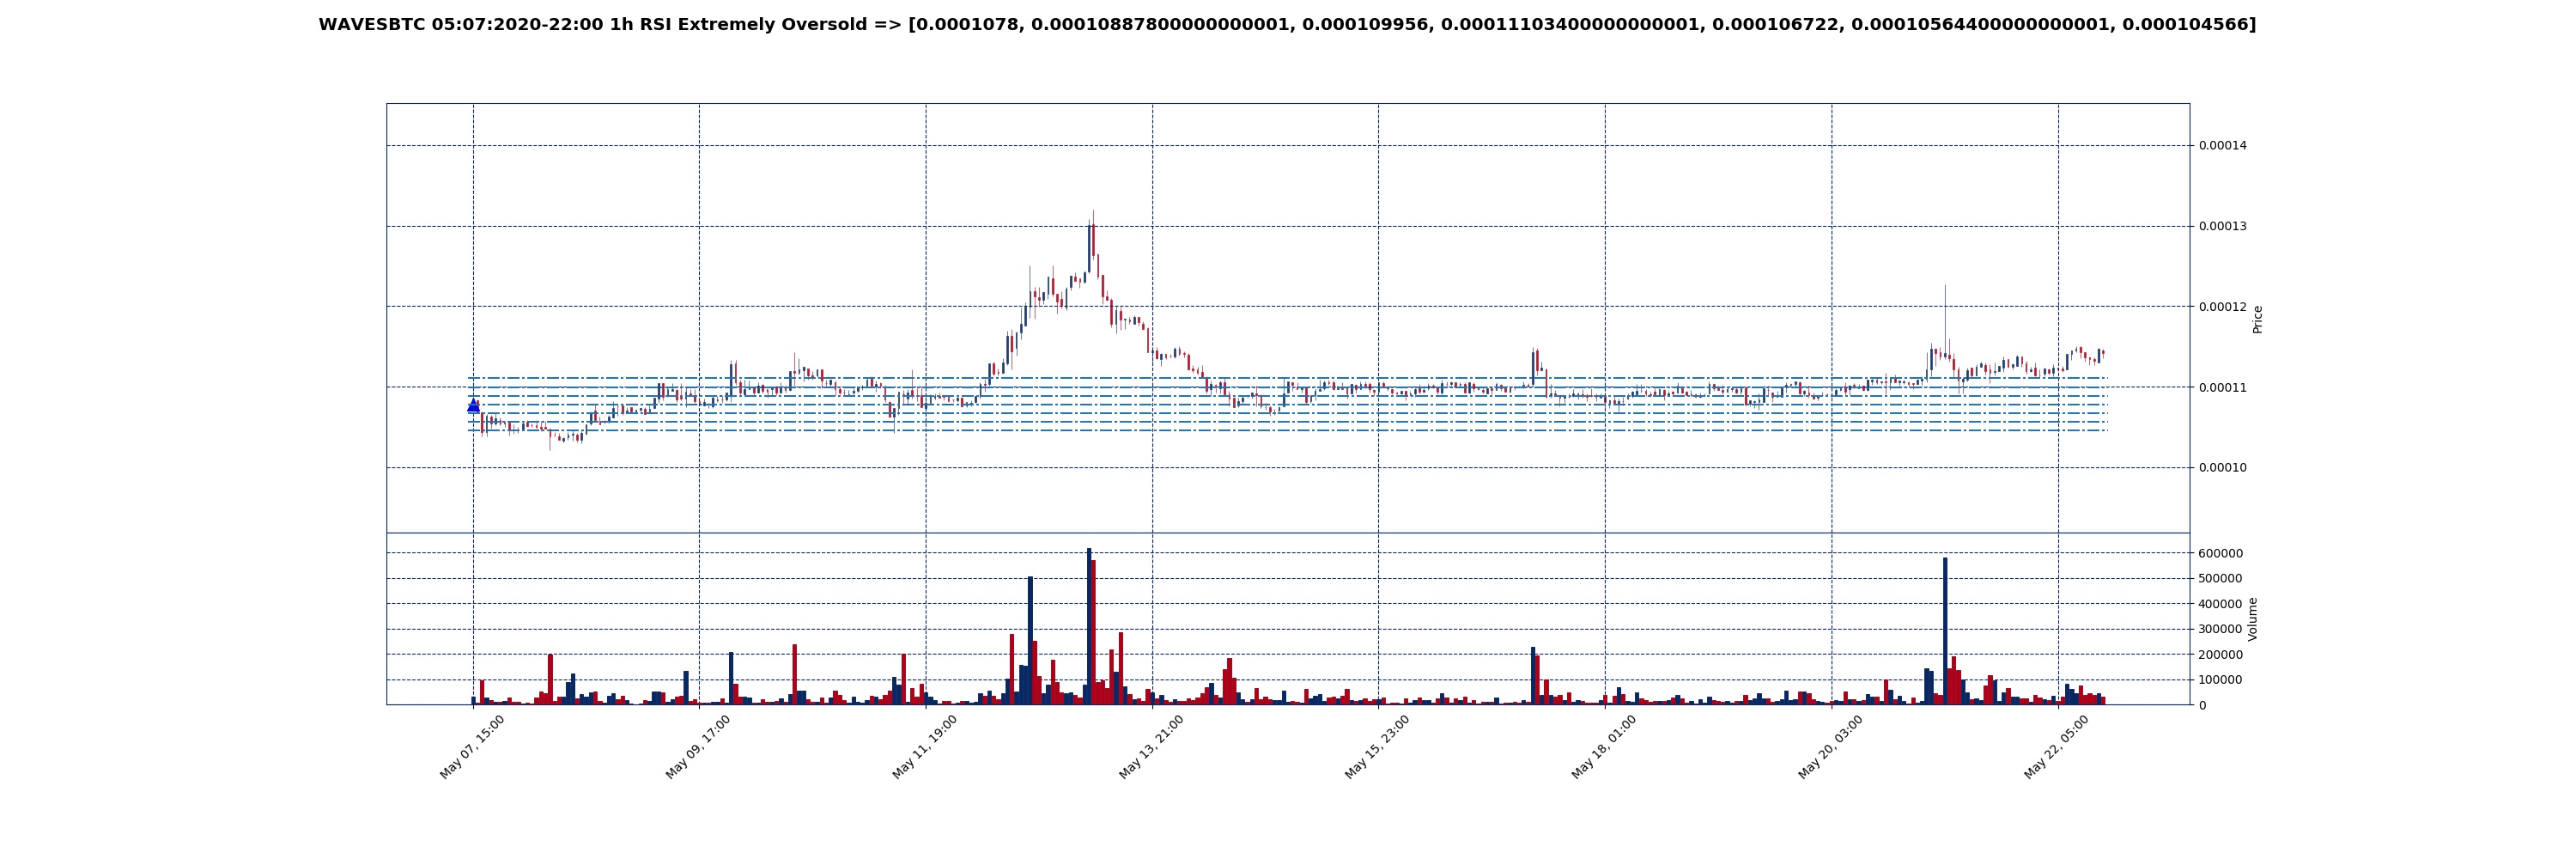 WAVESBTC 05:07:2020-22:00 1h RSI Extremely Oversold => [0.0001078, 0.00010887800000000001, 0.000109956, 0.00011103400000000001, 0.000106722, 0.00010564400000000001, 0.000104566]
0.00014
0.00013
0.00012
0.00011
0.00010
Price
600000
500000
400000
300000
200000
100000
0
Volume
May 07, 15:00
May 09, 17:00
May 11, 19:00
May 13, 21:00
May 15, 23:00
May 18, 01:00
May 20, 03:00
May 22, 05:00